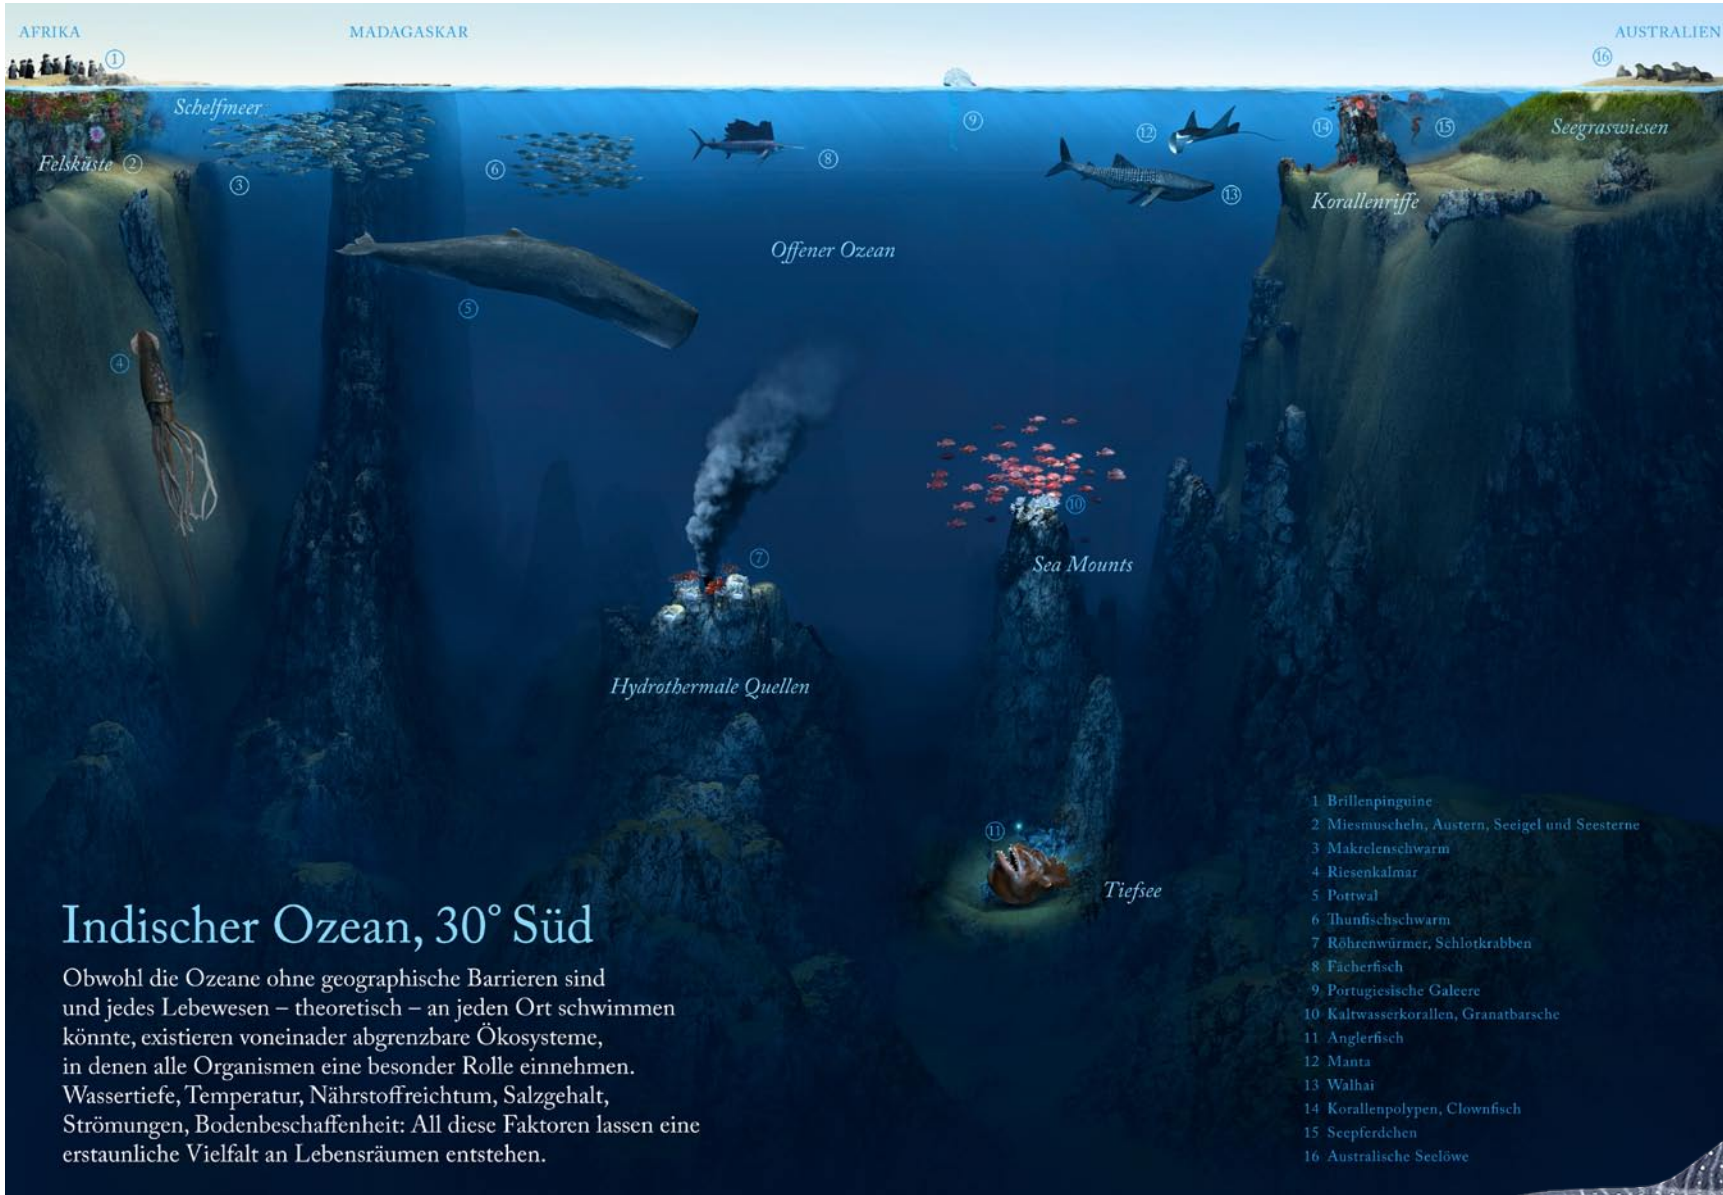 AFRIKA
MADAGASKAR
AUSTRALIEN
1
16
Schelfmeer
9
12
14
15
Seegraswiesen
Felsküste 2
3
6
8
13
Korallenriffe
Offener Ozean
5
4
10
7
Sea Mounts
Hydrothermale Quellen
11
Tiefsee
Indischer Ozean, 30° Süd
Obwohl die Ozeane ohne geographische Barrieren sind
und jedes Lebewesen – theoretisch – an jeden Ort schwimmen
könnte, existieren voneinader abgrenzbare Ökosysteme,
in denen alle Organismen eine besonder Rolle einnehmen.
Wassertiefe, Temperatur, Nährstoffreichtum, Salzgehalt,
Strömungen, Bodenbeschaffenheit: All diese Faktoren lassen eine
erstaunliche Vielfalt an Lebensräumen entstehen.
1 Brillenpinguine
2 Miesmuscheln, Austern, Seeigel und Seesterne
3 Makrelenschwarm
4 Riesenkalmar
5 Pottwal
6 Thunfischschwarm
7 Röhrenwürmer, Schlotkrabben
8 Fächerfisch
9 Portugiesische Galeere
10 Kaltwasserkorallen, Granatbarsche
11 Anglerfisch
12 Manta
13 Walhai
14 Korallenpolypen, Clownfisch
15 Seepferdchen
16 Australische Seelöwe